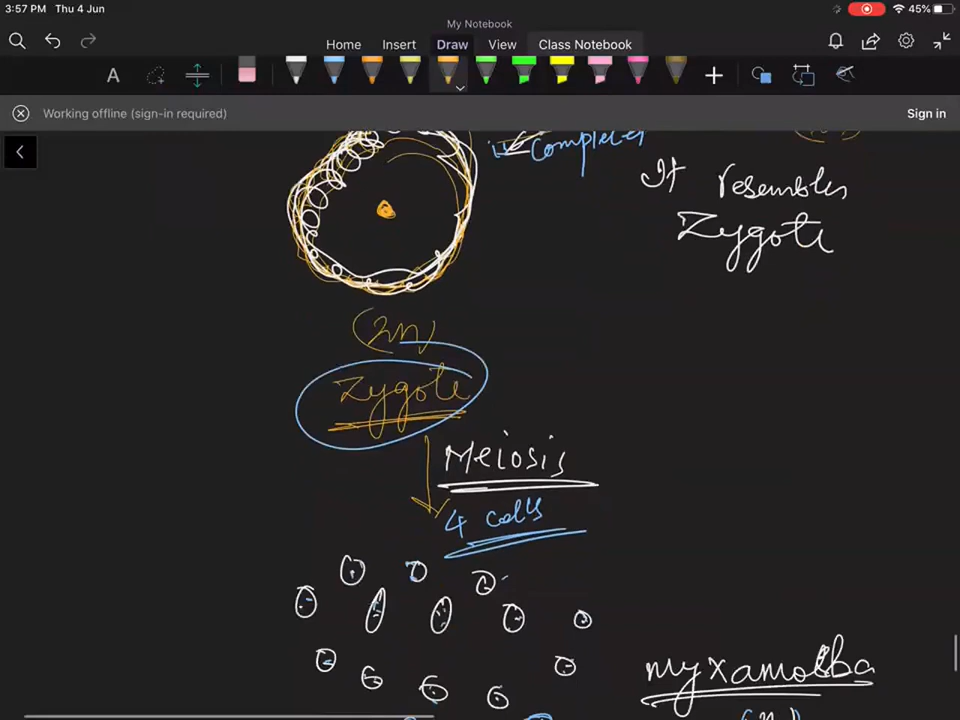 3:57 PM Thu 4 Jun
45%
My Notebook
Home Insert Draw View Class Notebook
A
Working offline (sign-in required)
Sign in
Completes
It resembles
Zygote
(2n)
Zygote
Meiosis
4 cells
myxamoeba
(n)